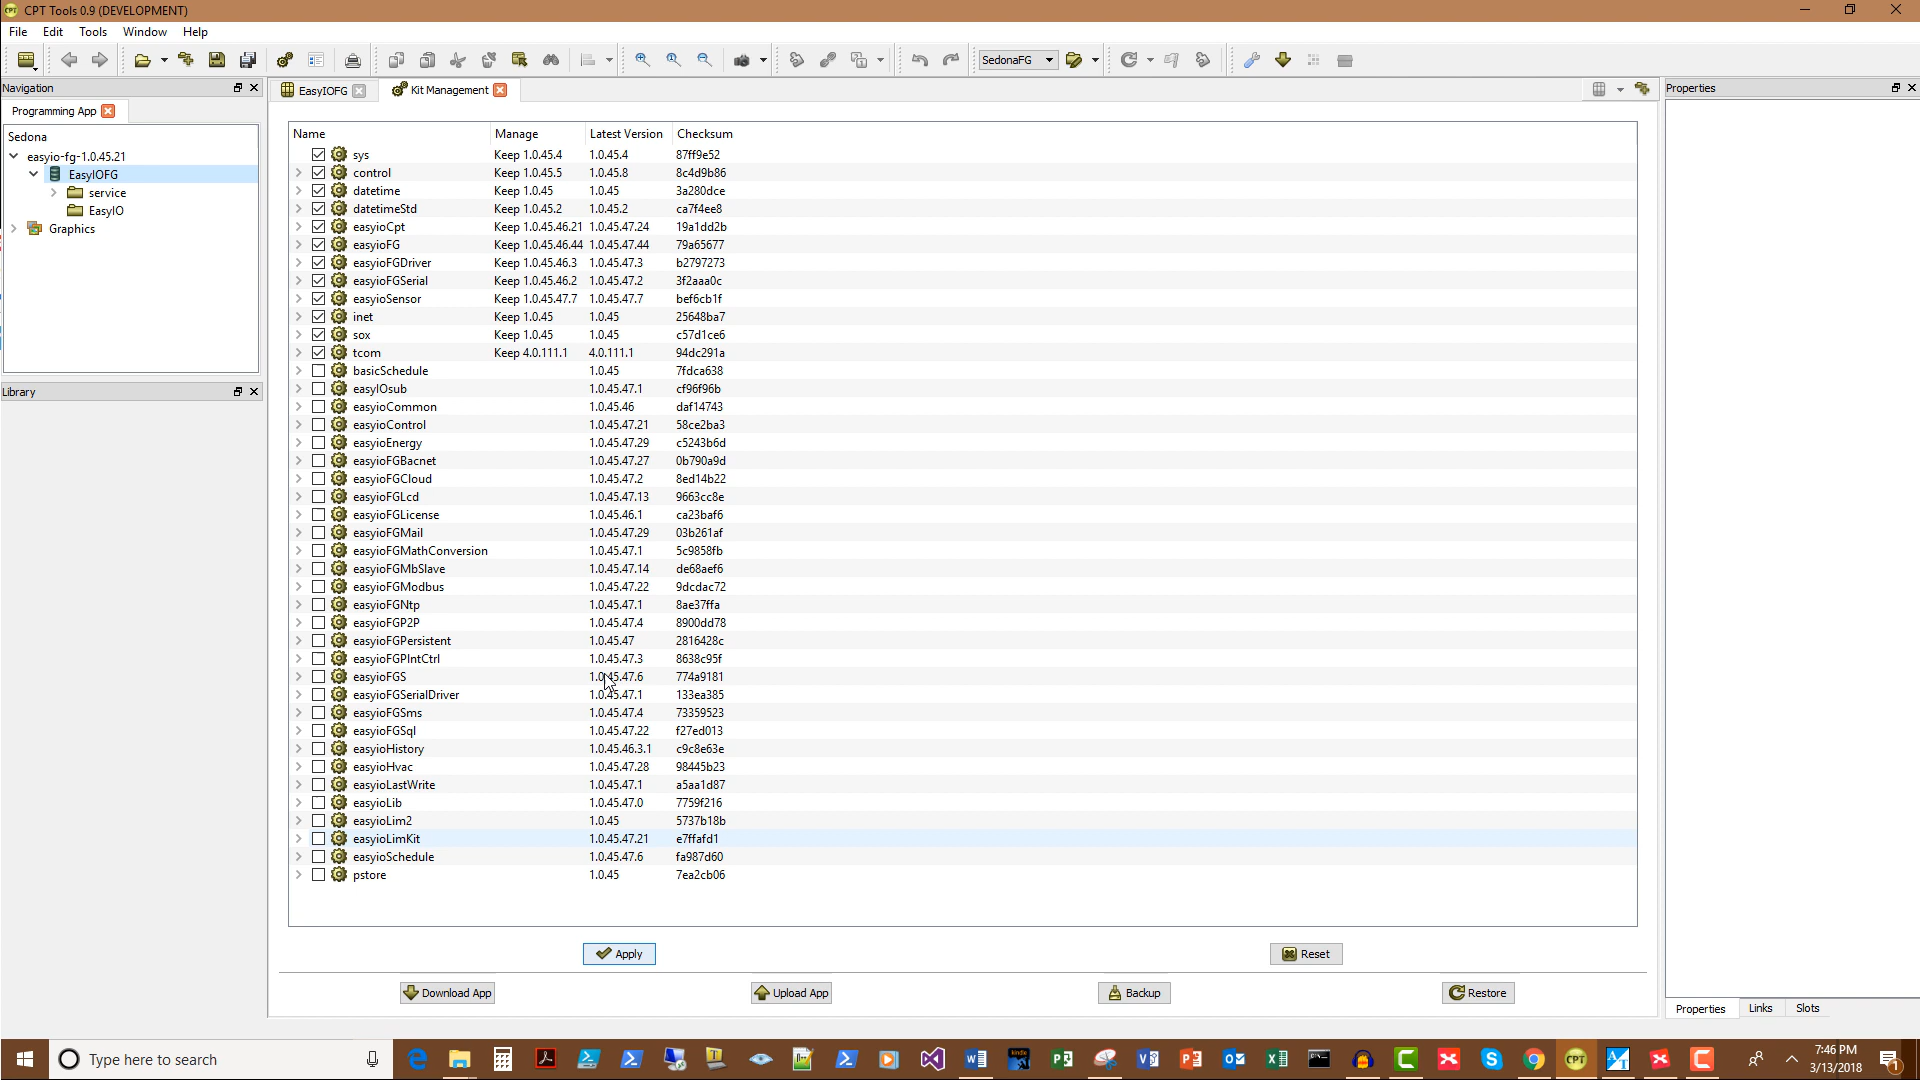 CPT Tools 0.9 (DEVELOPMENT)
File Edit Tools Window Help
SedonaFG
Navigation
Programming App
Sedona
easyio-fg-1.0.45.21
EasyIOFG
service
EasyIO
Graphics
Library
EasyIOFG Kit Management
Name Manage Latest Version Checksum
sys Keep 1.0.45.4 1.0.45.4 87ff9e52
control Keep 1.0.45.5 1.0.45.8 8c4d9b86
datetime Keep 1.0.45 1.0.45 3a280dce
datetimeStd Keep 1.0.45.2 1.0.45.2 ca7f4ee8
easyioCpt Keep 1.0.45.46.21 1.0.45.47.24 19a1dd2b
easyioFG Keep 1.0.45.46.44 1.0.45.47.44 79a65677
easyioFGDriver Keep 1.0.45.46.3 1.0.45.47.3 b2797273
easyioFGSerial Keep 1.0.45.46.2 1.0.45.47.2 3f2aaa0c
easyioSensor Keep 1.0.45.47.7 1.0.45.47.7 bef6cb1f
inet Keep 1.0.45 1.0.45 25648ba7
sox Keep 1.0.45 1.0.45 c57d1ce6
tcom Keep 4.0.111.1 4.0.111.1 94dc291a
basicSchedule 1.0.45 7fdca638
easyIOsub 1.0.45.47.1 cf96f96b
easyioCommon 1.0.45.46 daf14743
easyioControl 1.0.45.47.21 58ce2ba3
easyioEnergy 1.0.45.47.29 c5243b6d
easyioFGBacnet 1.0.45.47.27 0b790a9d
easyioFGCloud 1.0.45.47.2 8ed14b22
easyioFGLcd 1.0.45.47.13 9663cc8e
easyioFGLicense 1.0.45.46.1 ca23baf6
easyioFGMail 1.0.45.47.29 03b261af
easyioFGMathConversion 1.0.45.47.1 5c9858fb
easyioFGMbSlave 1.0.45.47.14 de68aef6
easyioFGModbus 1.0.45.47.22 9dcdac72
easyioFGNtp 1.0.45.47.1 8ae37ffa
easyioFGP2P 1.0.45.47.4 8900dd78
easyioFGPersistent 1.0.45.47 2816428c
easyioFGPIntCtrl 1.0.45.47.3 8638c95f
easyioFGS 1.0.45.47.6 774a9181
easyioFGSerialDriver 1.0.45.47.1 133ea385
easyioFGSms 1.0.45.47.4 73359523
easyioFGSql 1.0.45.47.22 f27ed013
easyioHistory 1.0.45.46.3.1 c9c8e63e
easyioHvac 1.0.45.47.28 98445b23
easyioLastWrite 1.0.45.47.1 a5aa1d87
easyioLib 1.0.45.47.0 7759f216
easyioLim2 1.0.45 5737b18b
easyioLimKit 1.0.45.47.21 e7ffafd1
easyioSchedule 1.0.45.47.6 fa987d60
pstore 1.0.45 7ea2cb06
Apply Reset
Download App Upload App Backup Restore
Properties
Properties Links Slots
Type here to search
7:46 PM
3/13/2018